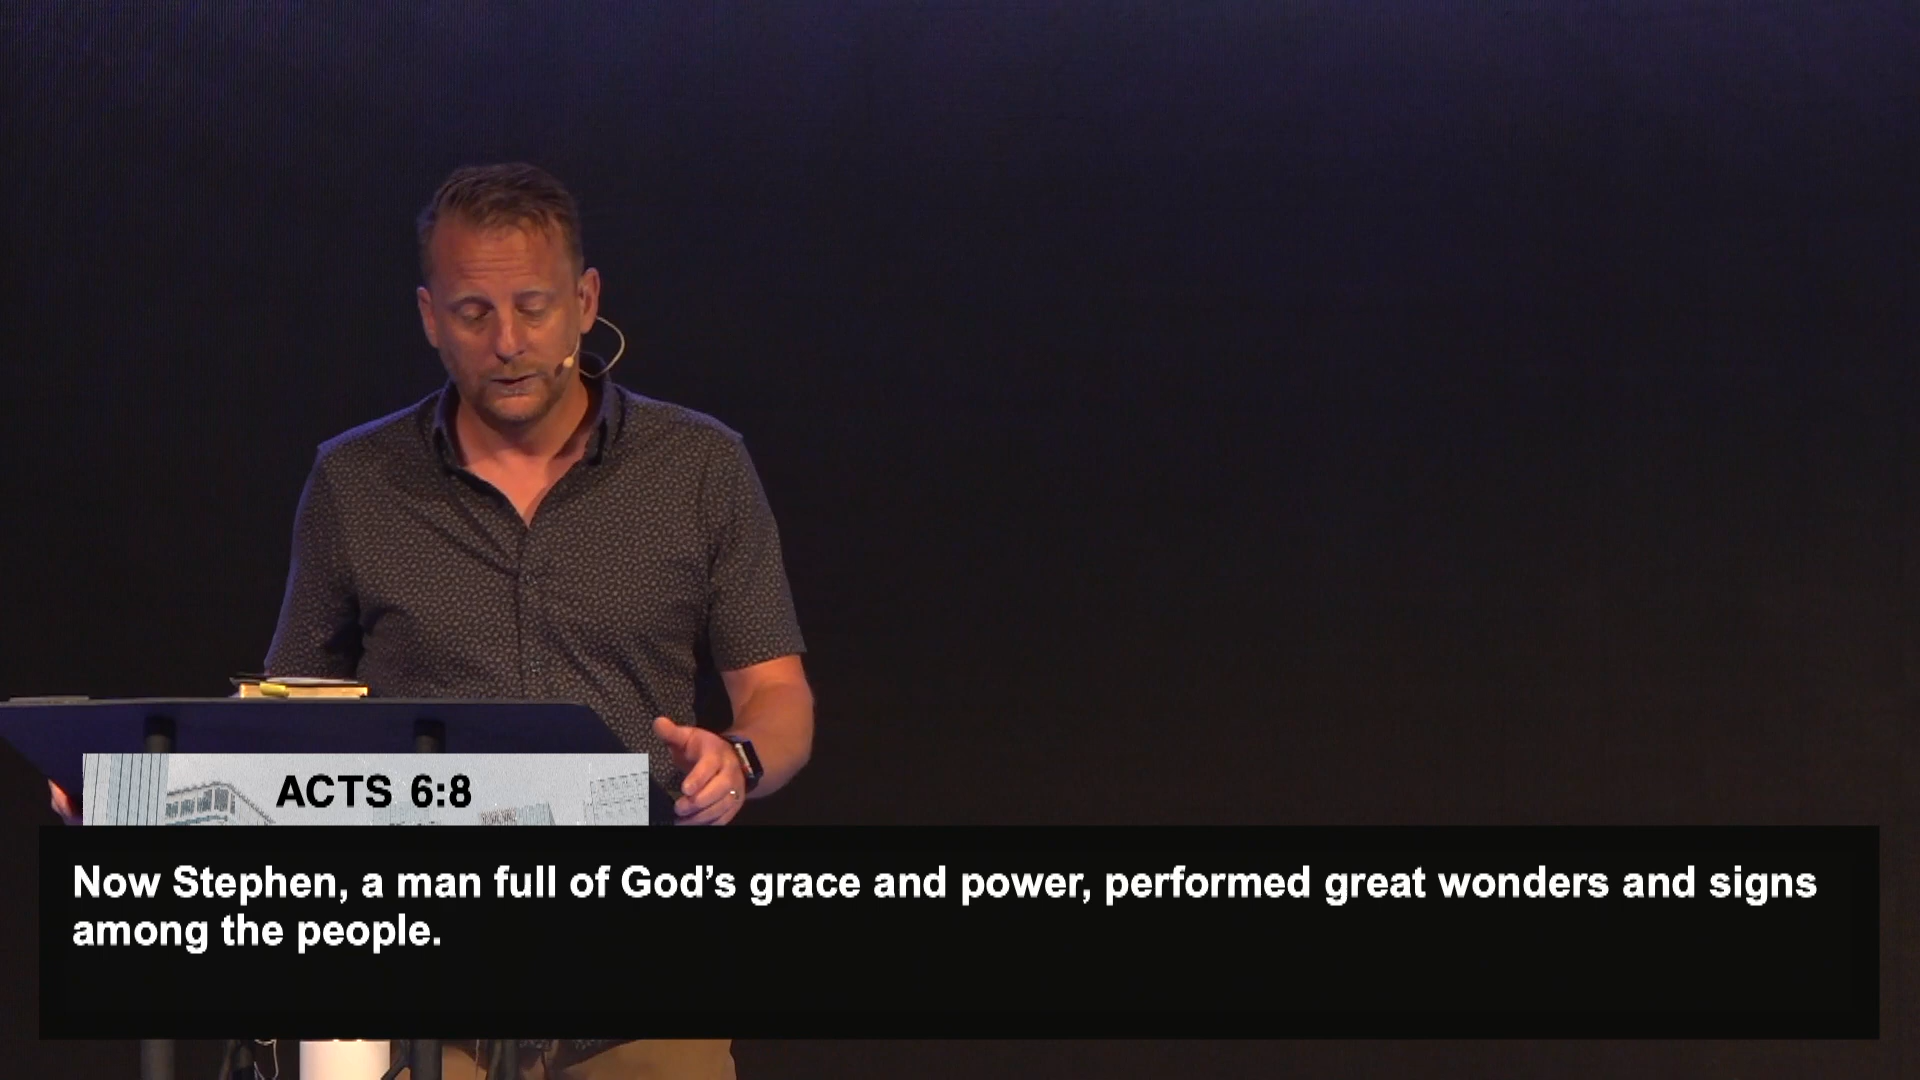 ACTS 6:8
Now Stephen, a man full of God’s grace and power, performed great wonders and signs
among the people.